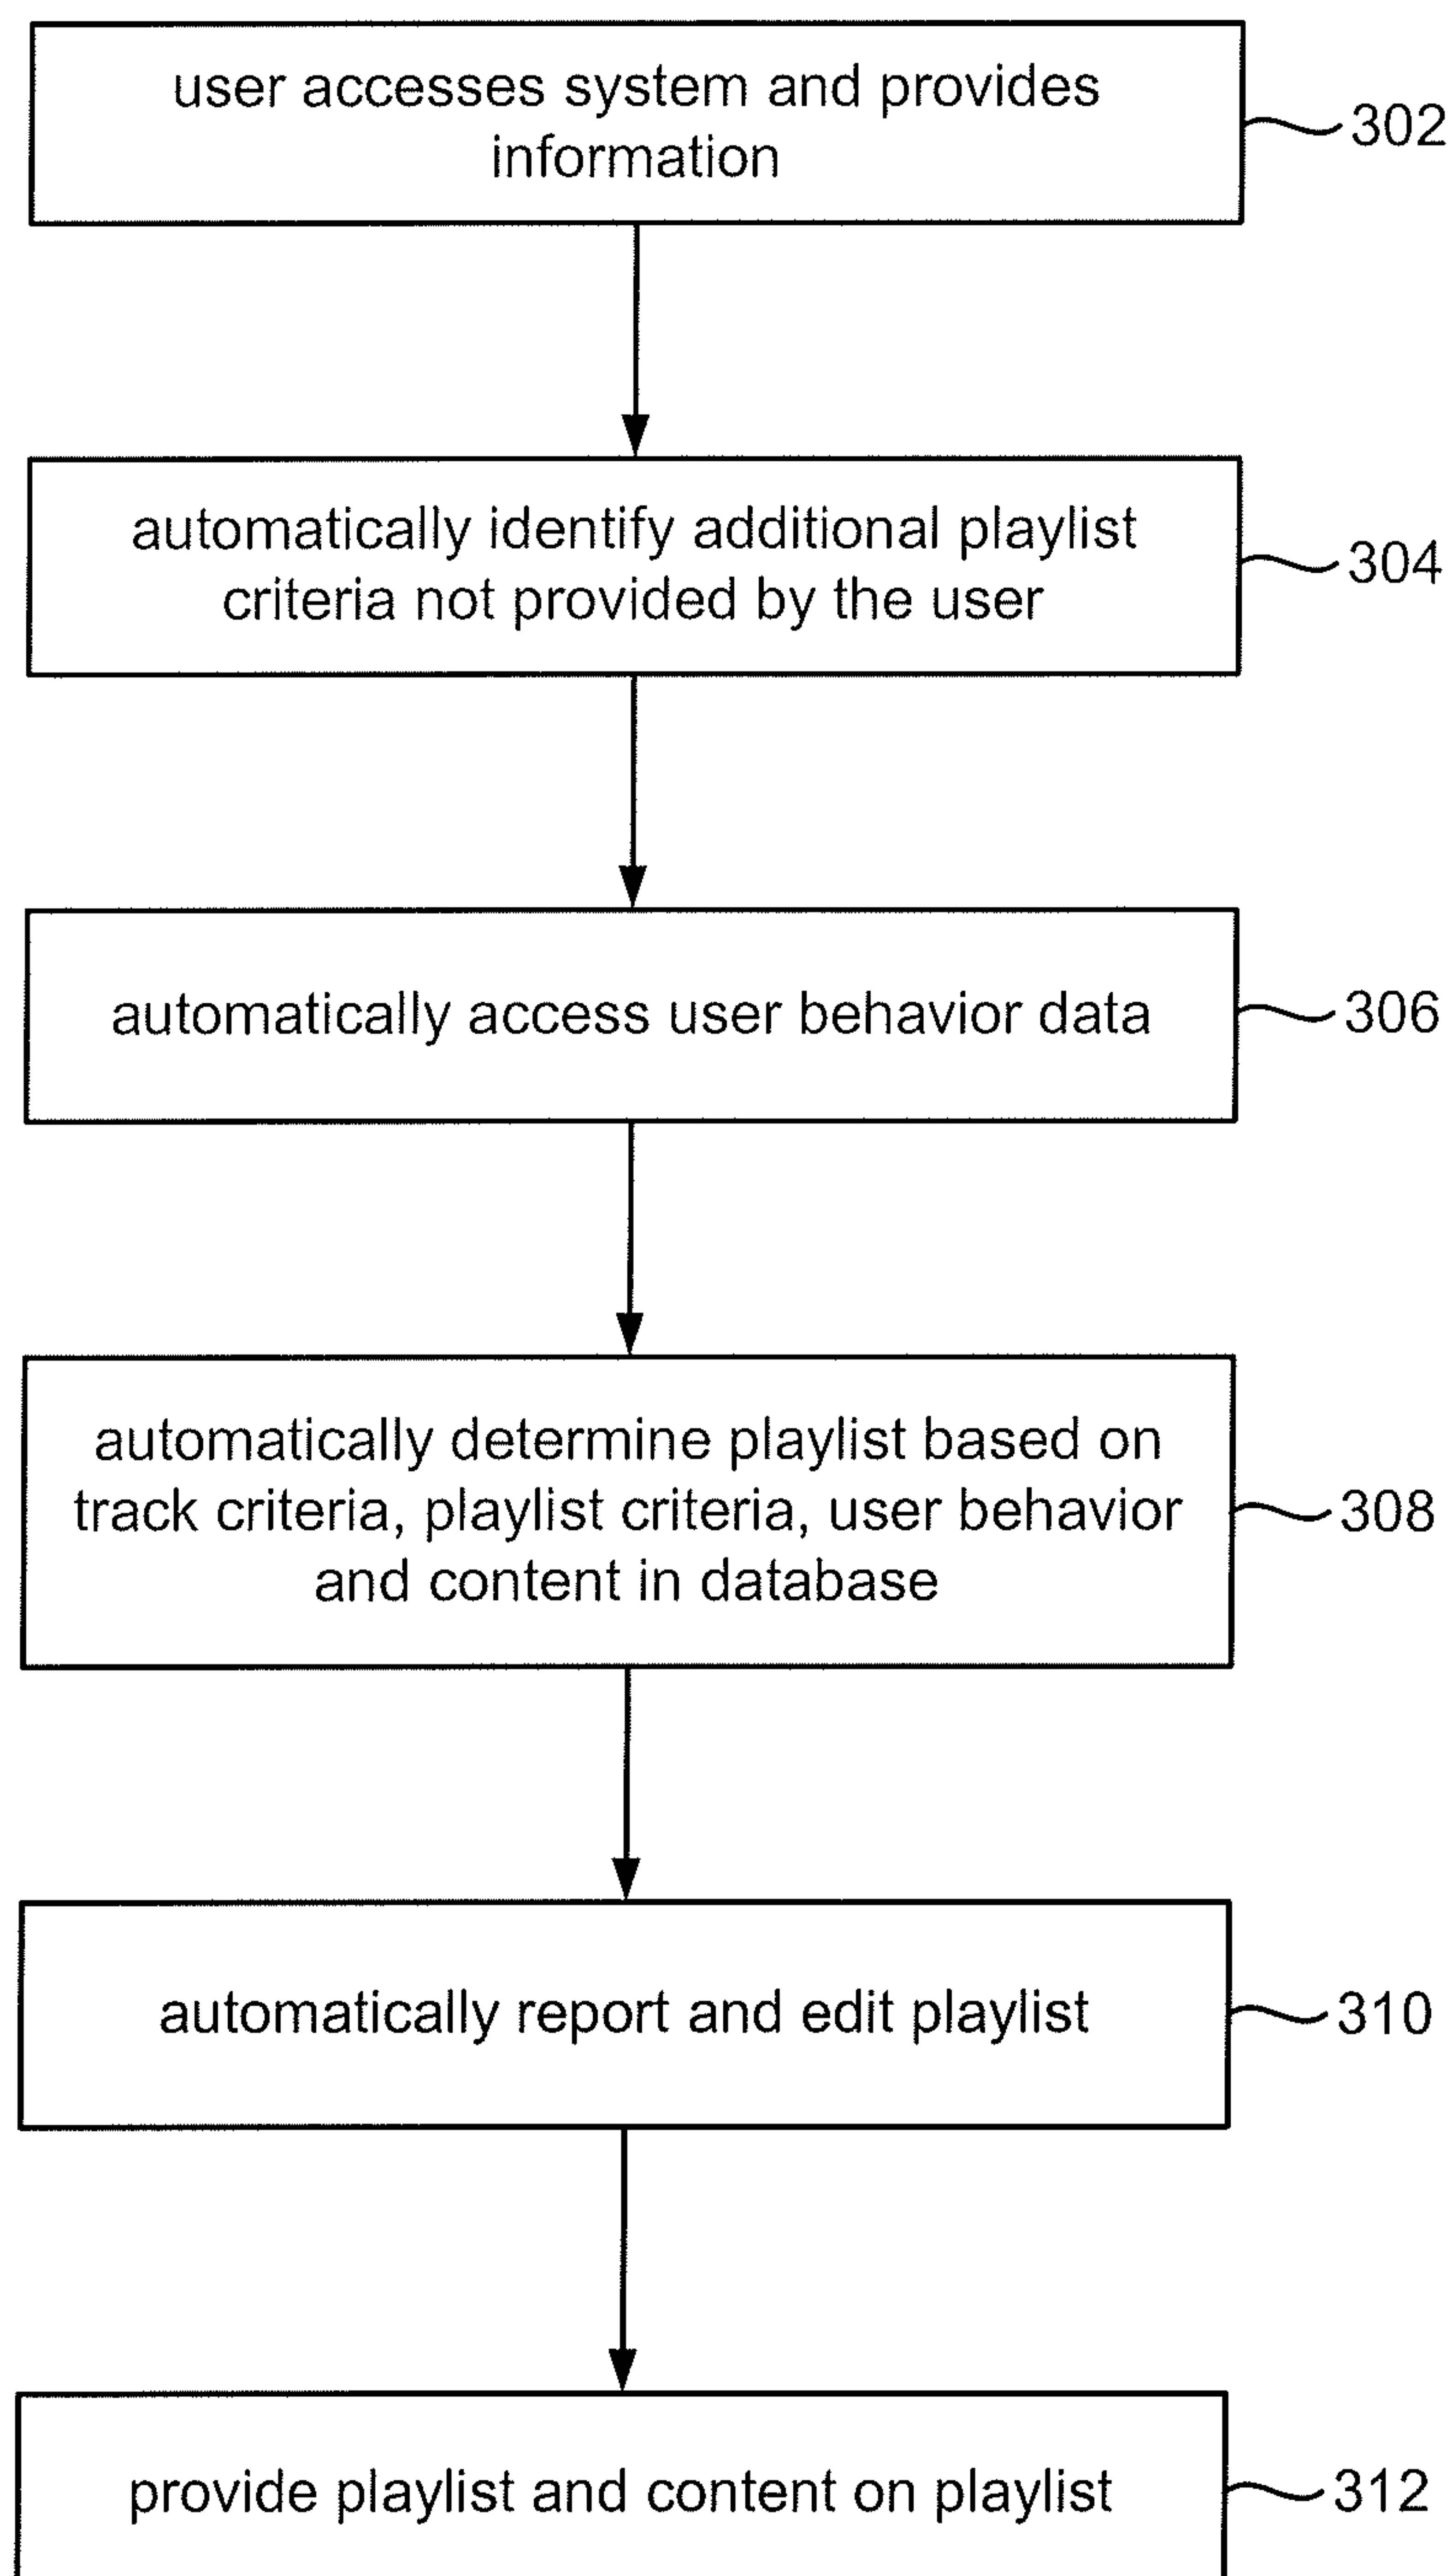 user accesses system and provides
information
302
automatically identify additional playlist
criteria not provided by the user
304
automatically access user behavior data
306
automatically determine playlist based on
track criteria, playlist criteria, user behavior
and content in database
308
automatically report and edit playlist
310
provide playlist and content on playlist
312